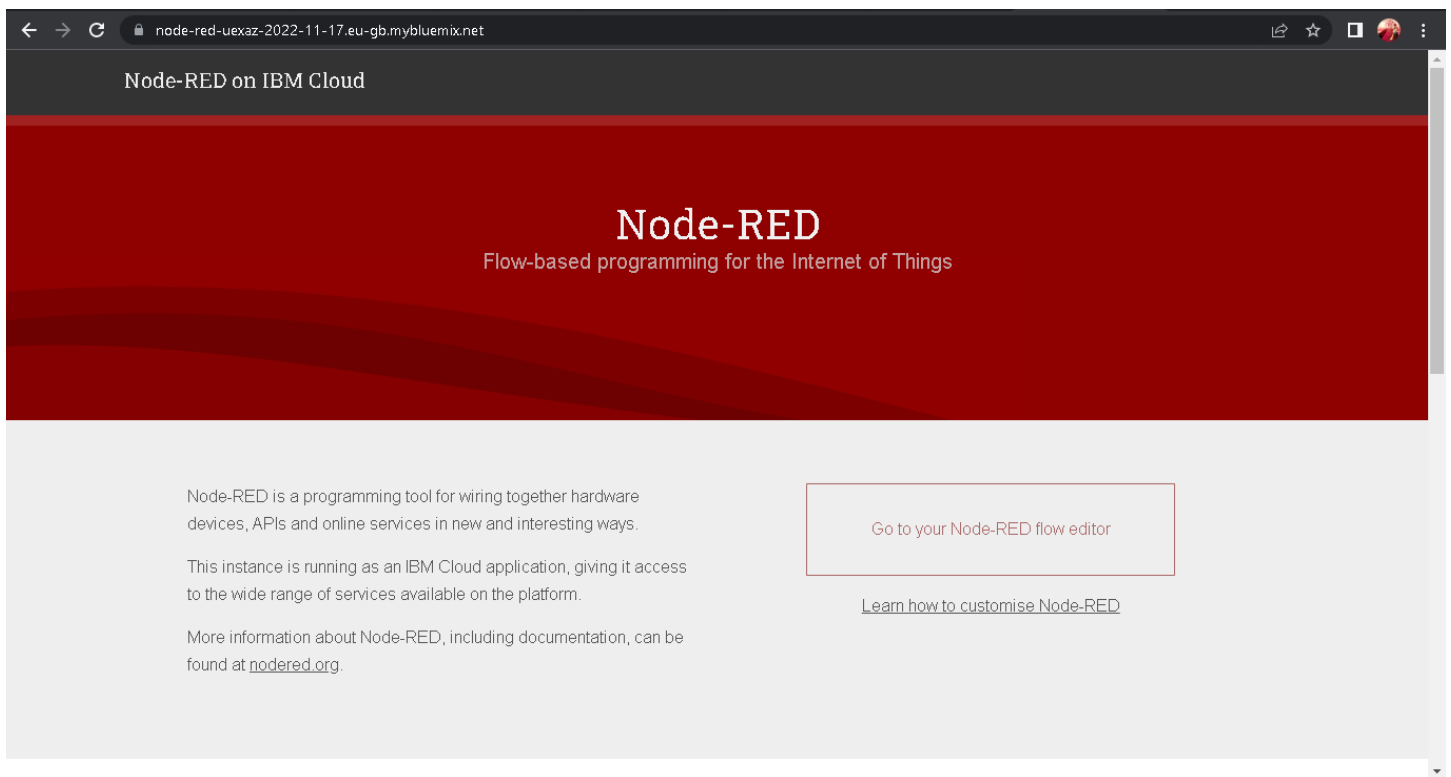 node-red-uexaz-2022-11-17.eu-gb.mybluemix.net
Node-RED on IBM Cloud
Node-RED
Flow-based programming for the Internet of Things
Node-RED is a programming tool for wiring together hardware
devices, APIs and online services in new and interesting ways.
This instance is running as an IBM Cloud application, giving it access
to the wide range of services available on the platform.
More information about Node-RED, including documentation, can be
found at nodered.org.
Go to your Node-RED flow editor
Learn how to customise Node-RED